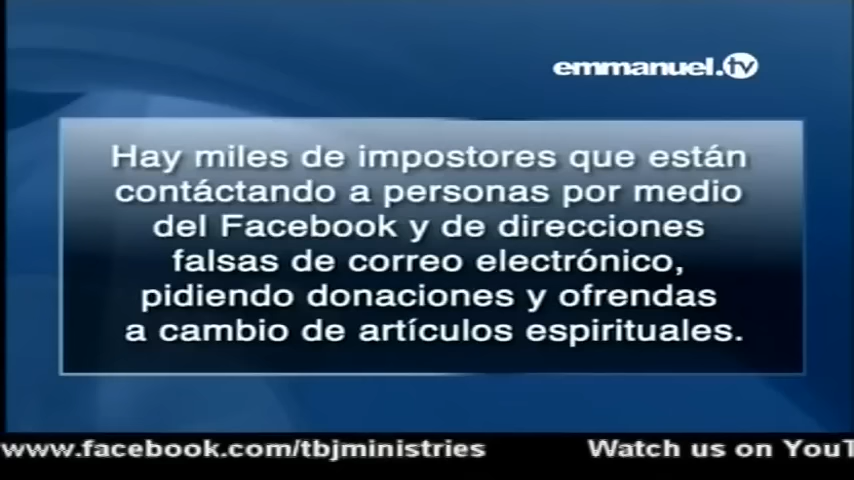 emmanuel.tv
Hay miles de impostores que están
contáctando a personas por medio
del Facebook y de direcciones
falsas de correo electrónico,
pidiendo donaciones y ofrendas
a cambio de artículos espirituales.
www.facebook.com/tbjministries Watch us on YouT